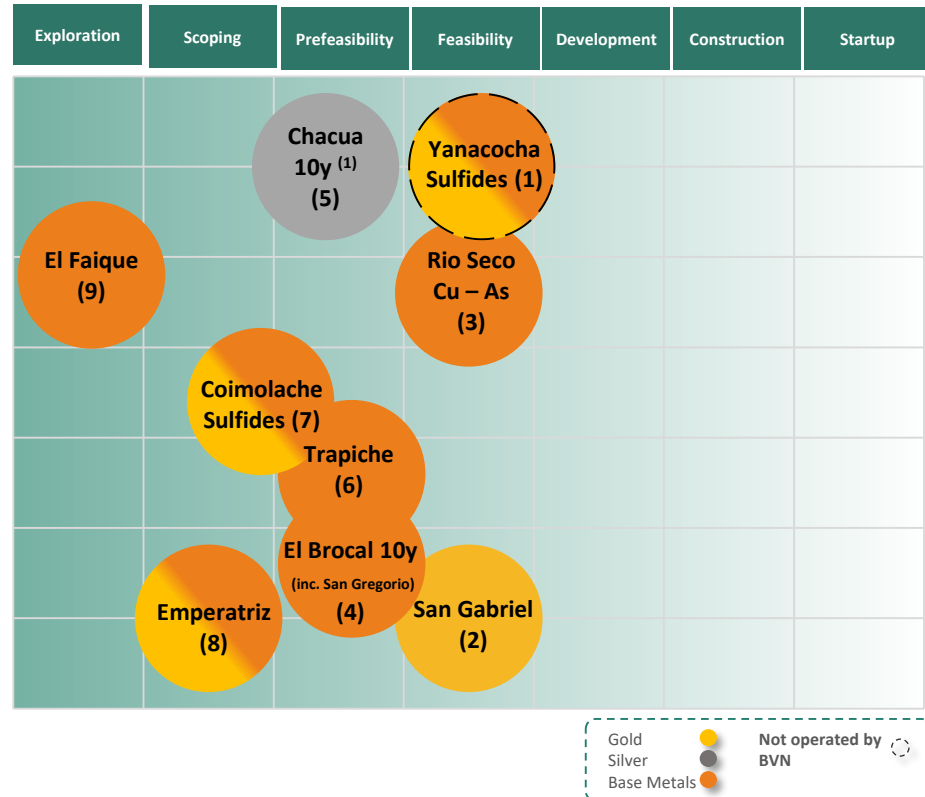 Exploration
Scoping
Prefeasibility
Feasibility
Development
Construction
Startup
Chacua
10y (1)
(5)
Yanacocha
Sulfides (1)
El Faique
(9)
Rio Seco
Cu – As
(3)
Coimolache
Sulfides (7)
Trapiche
(6)
El Brocal 10y
(inc. San Gregorio)
(4)
Emperatriz
(8)
San Gabriel
(2)
Gold
Silver
Base Metals
Not operated by
BVN